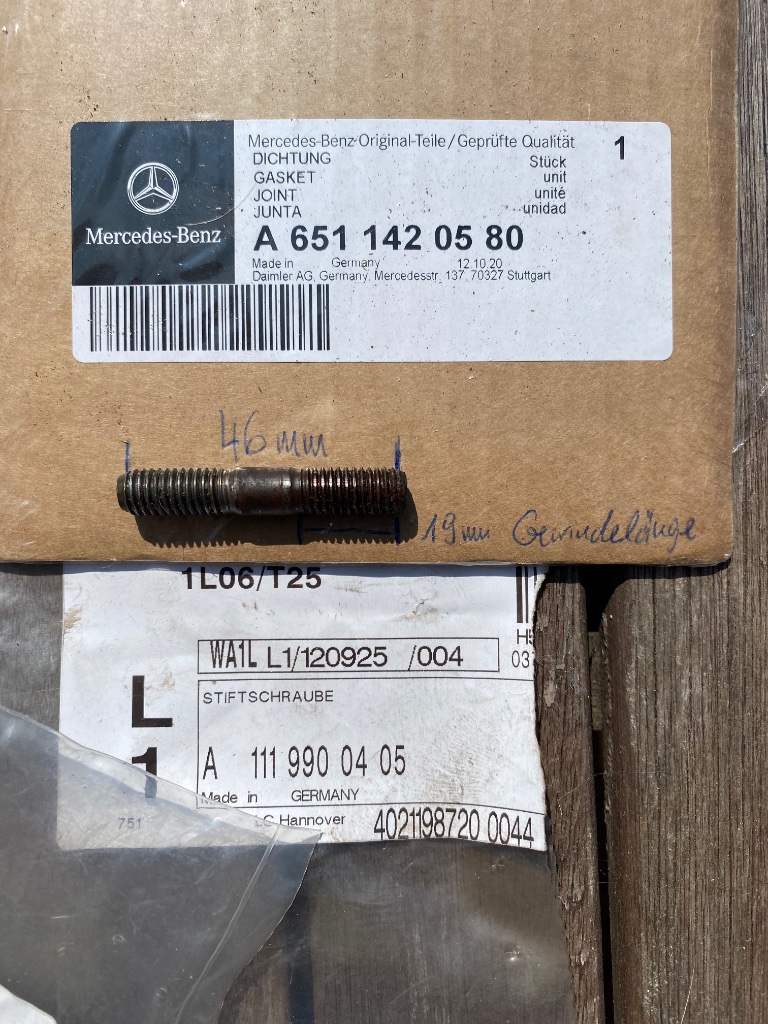 Mercedes-Benz-Original-Teile/Geprüfte Qualität 1
DICHTUNG Stück
GASKET unit
JOINT unité
JUNTA unidad
Mercedes-Benz
A 651 142 05 80
Made in Germany 12.10.20
Daimler AG, Germany, Mercedesstr. 137, 70327 Stuttgart
46 mm
19 mm Gewindelänge
1L06/T25
WA1L L1/120925 /004
03
L
1
STIFTSCHRAUBE
A 111 990 04 05
Made in GERMANY
751
LC Hannover 4021198720 0044